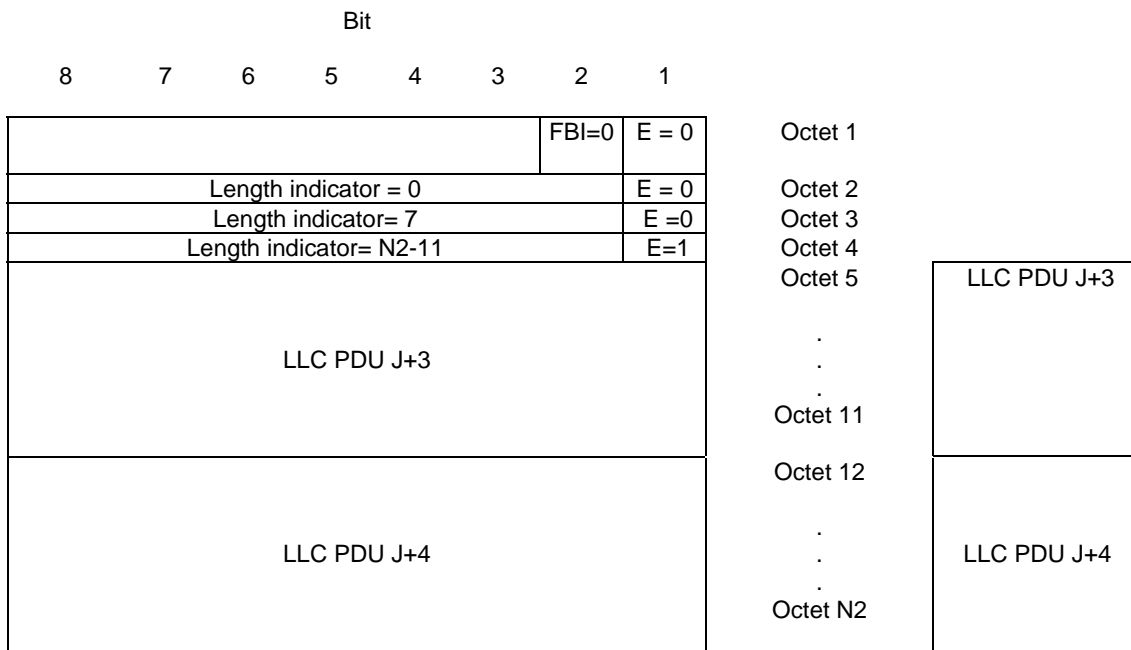 Bit
8 7 6 5 4 3 2 1
FBI=0 E = 0 Octet 1
Length indicator = 0 E = 0 Octet 2
Length indicator= 7 E =0 Octet 3
Length indicator= N2-11 E=1 Octet 4
Octet 5 LLC PDU J+3
.
LLC PDU J+3 .
.
Octet 11
Octet 12
.
LLC PDU J+4 . LLC PDU J+4
.
Octet N2